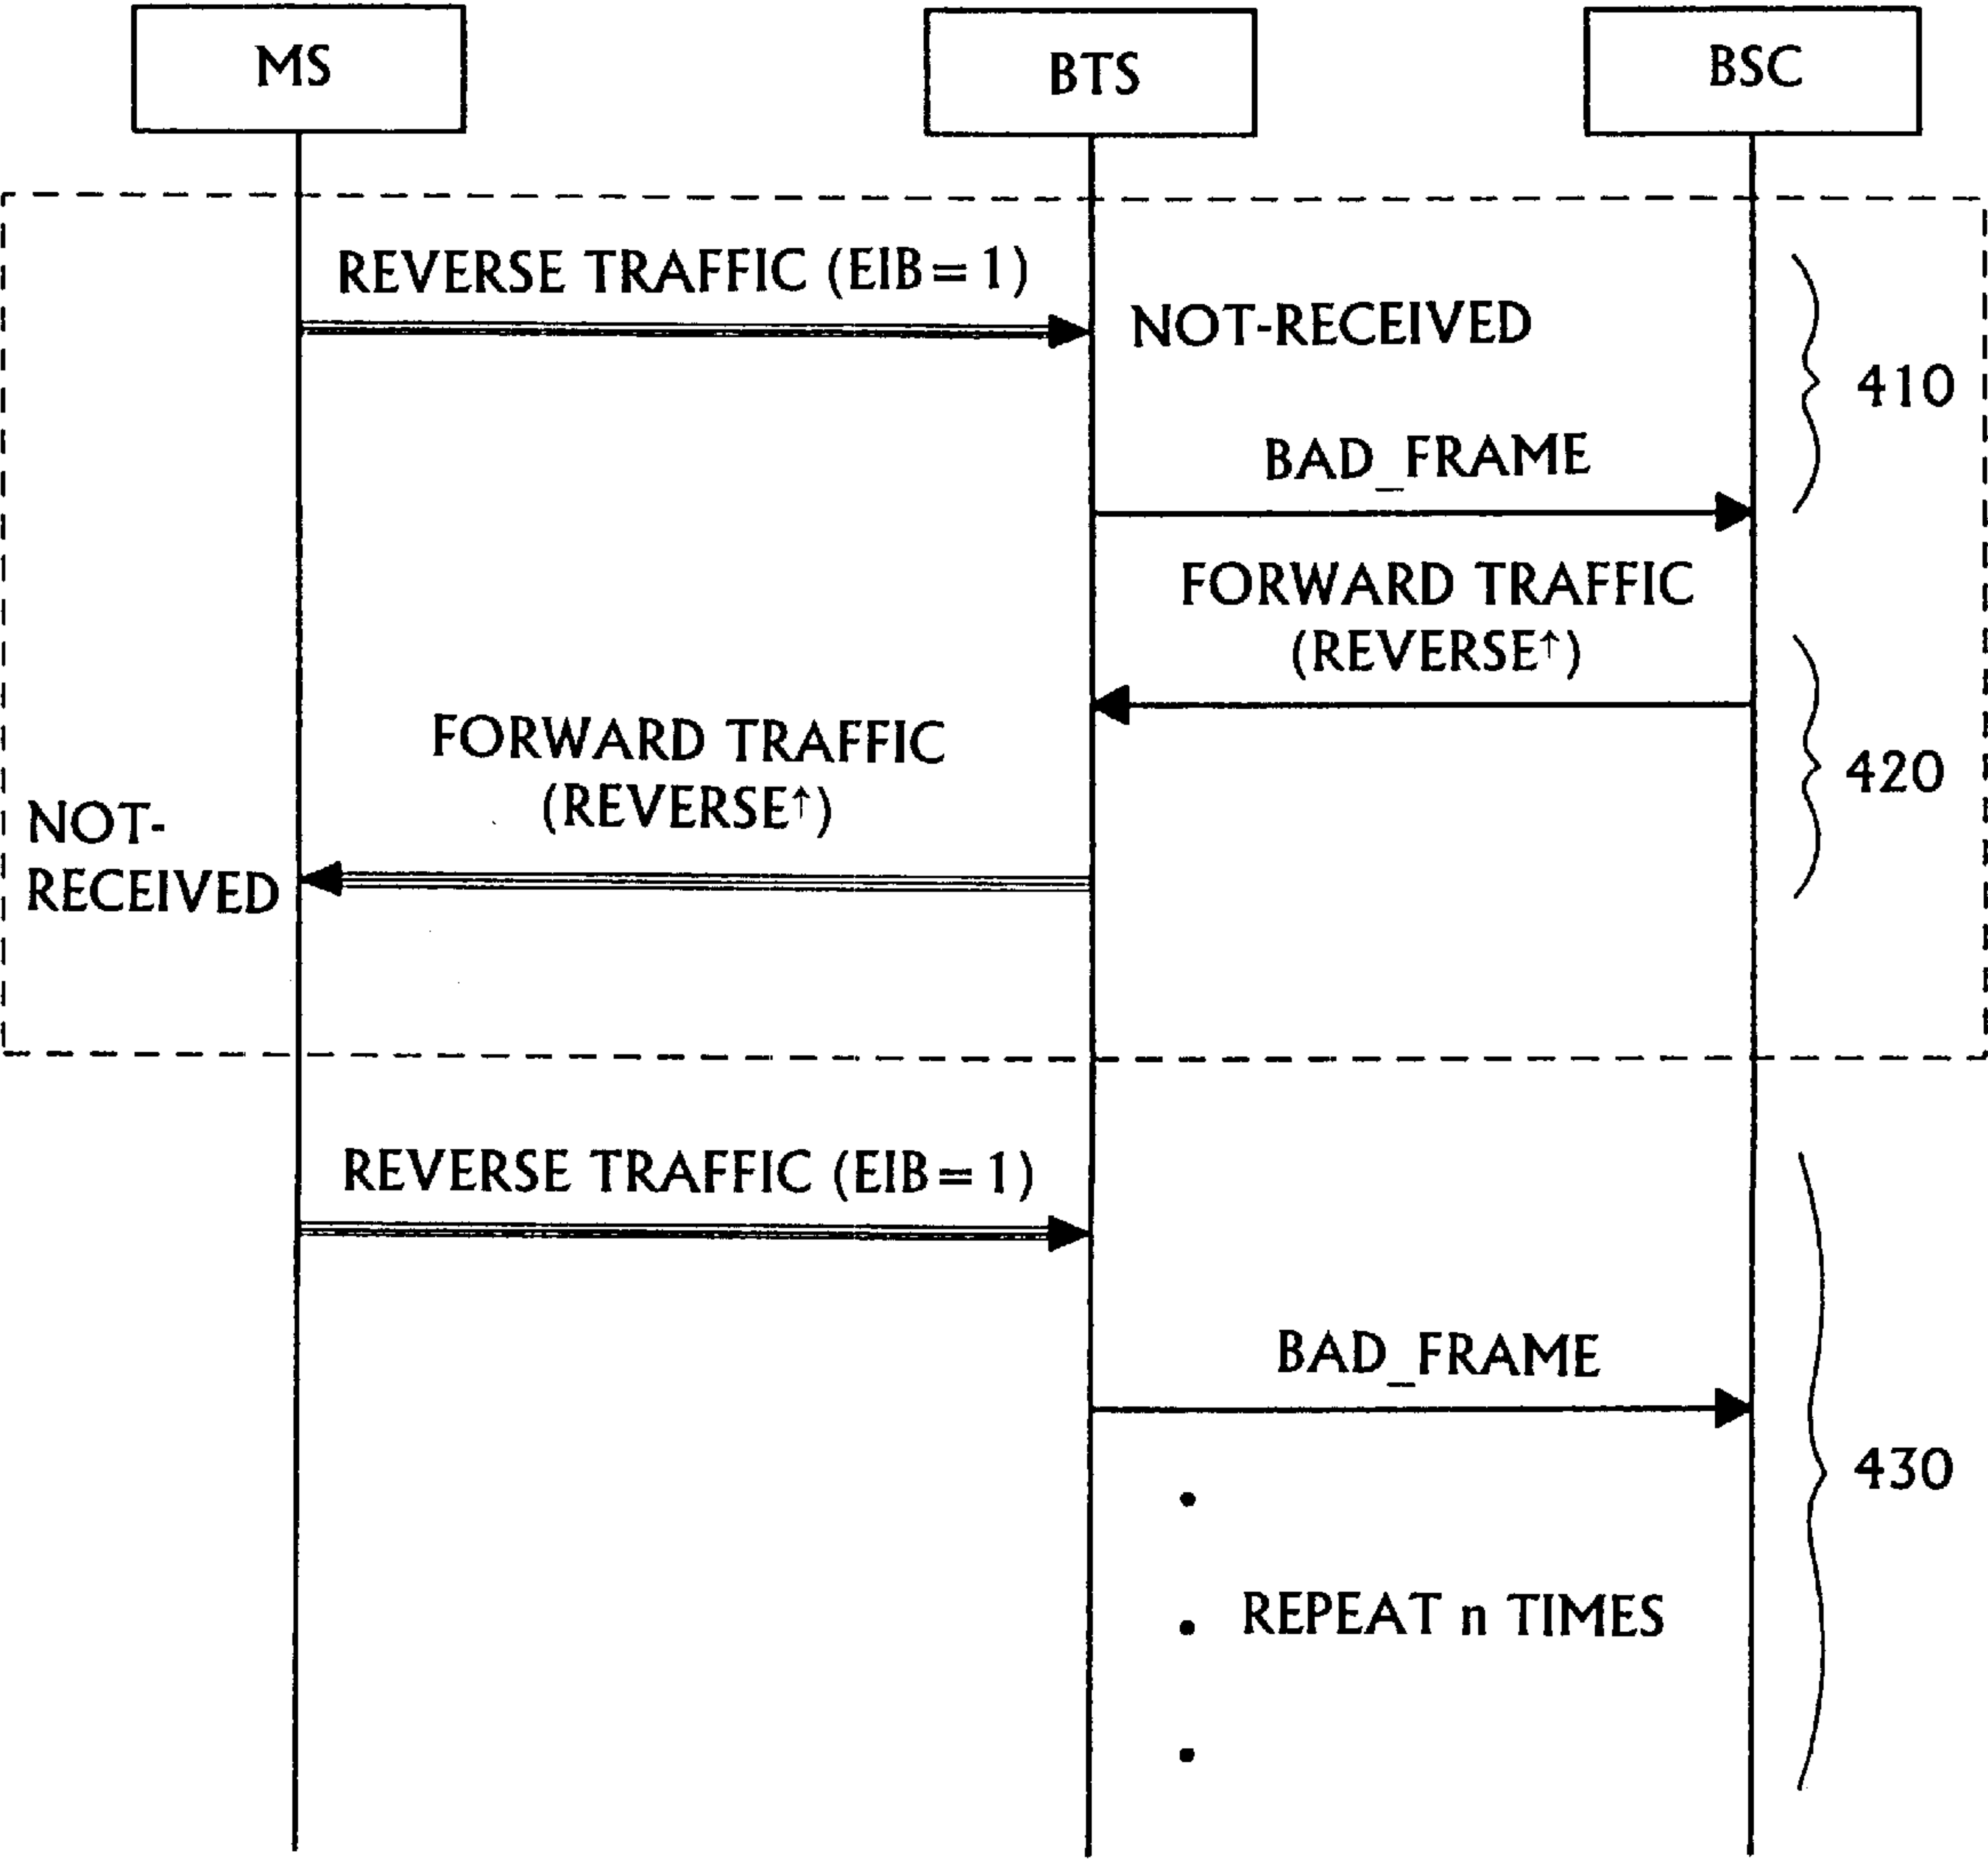 MS
BTS
BSC
REVERSE TRAFFIC (EIB = 1)
NOT-RECEIVED
410
BAD_FRAME
FORWARD TRAFFIC
(REVERSE↑)
420
FORWARD TRAFFIC
(REVERSE↑)
NOT-
RECEIVED
REVERSE TRAFFIC (EIB = 1)
BAD_FRAME
430
REPEAT n TIMES